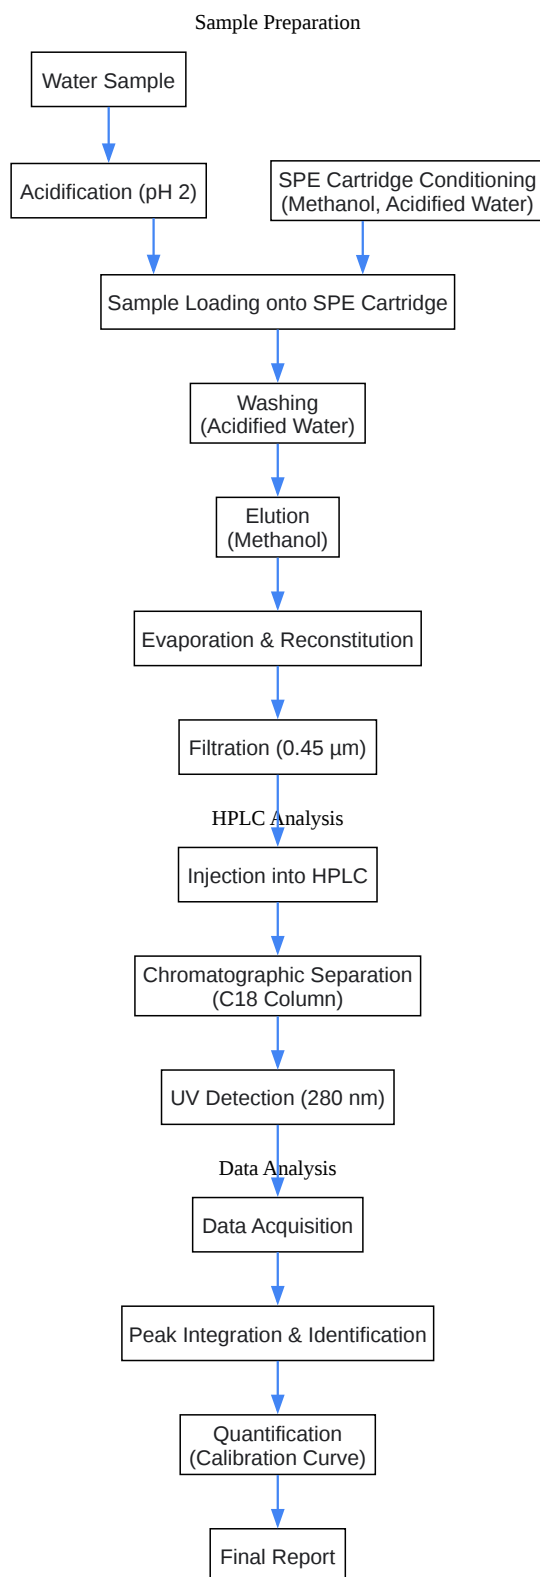 Sample Preparation
Water Sample
Acidification (pH 2)
SPE Cartridge Conditioning
(Methanol, Acidified Water)
Sample Loading onto SPE Cartridge
Washing
(Acidified Water)
Elution
(Methanol)
Evaporation & Reconstitution
Filtration (0.45 µm)
HPLC Analysis
Injection into HPLC
Chromatographic Separation
(C18 Column)
UV Detection (280 nm)
Data Analysis
Data Acquisition
Peak Integration & Identification
Quantification
(Calibration Curve)
Final Report